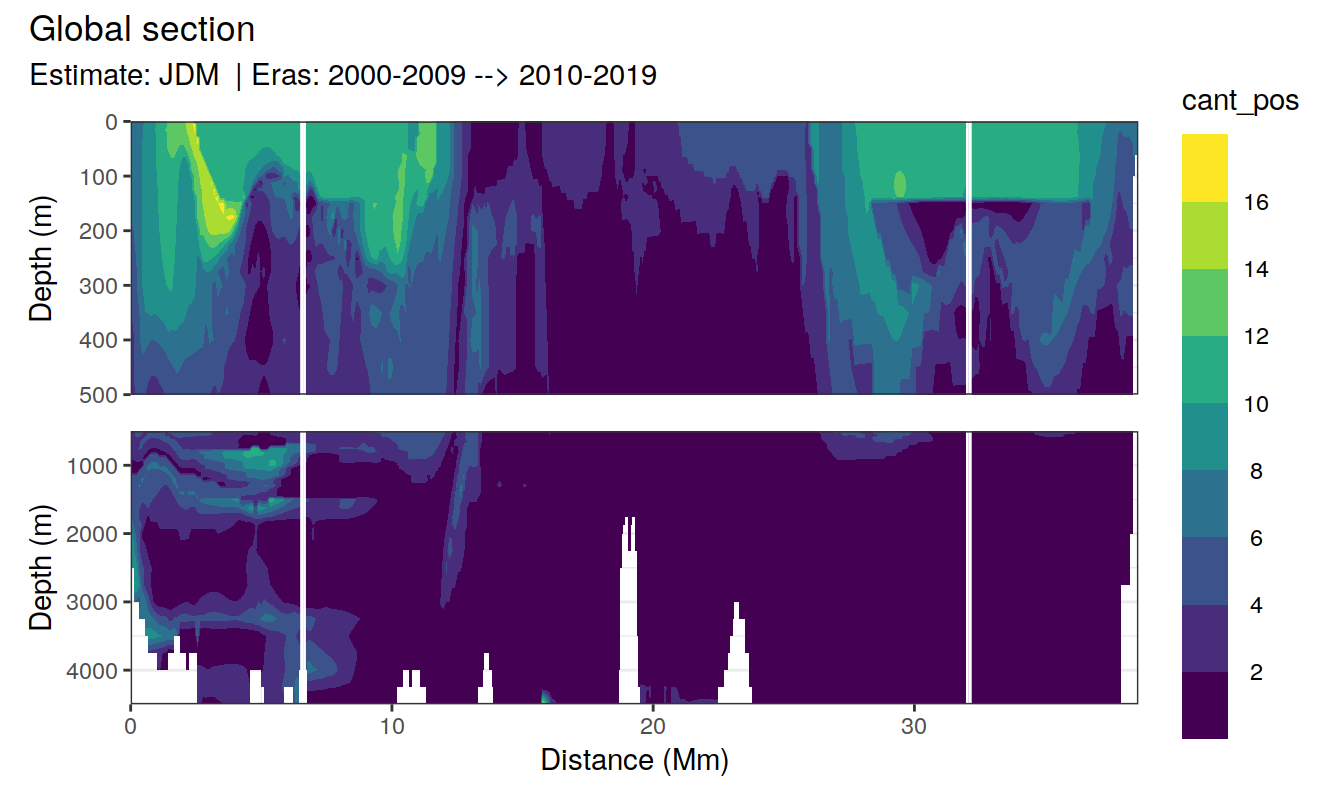 Global section
Estimate: JDM | Eras: 2000-2009 --> 2010-2019
cant_pos
16
14
12
10
8
6
4
2
Depth (m)
0
100
200
300
400
500
Depth (m)
1000
2000
3000
4000
0 10 20 30
Distance (Mm)